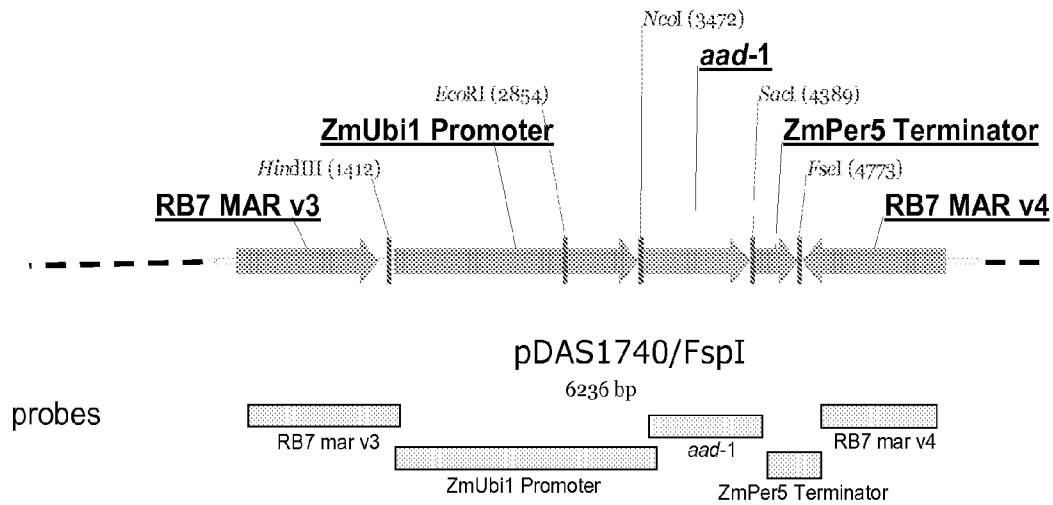 NcoI (3472)
aad-1
EcoRI (2854)
SacI (4389)
ZmUbi1 Promoter
ZmPer5 Terminator
HindIII (1412)
FseI (4773)
RB7 MAR v3
RB7 MAR v4
pDAS1740/FspI
6236 bp
probes
RB7 mar v3
aad-1
RB7 mar v4
ZmUbi1 Promoter
ZmPer5 Terminator